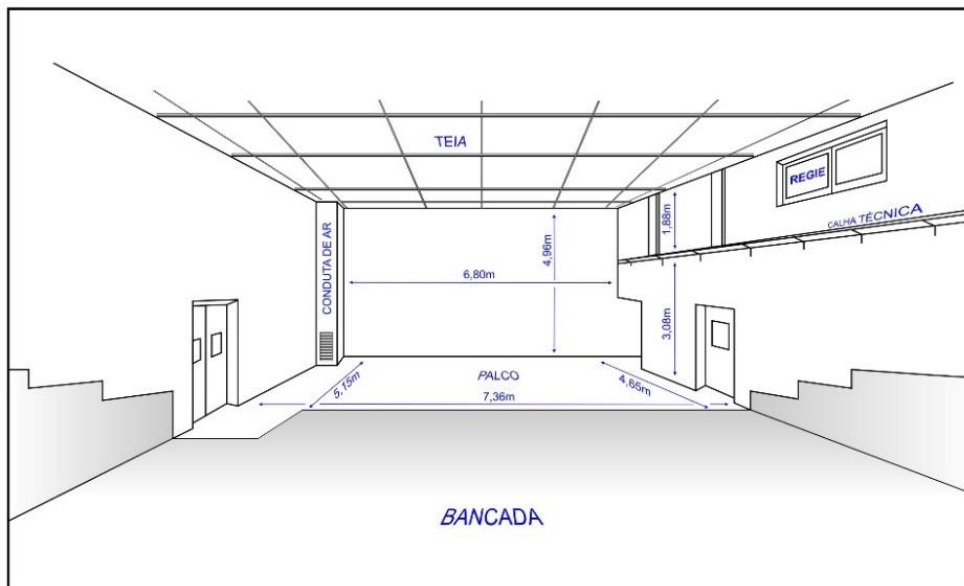 TEIA
REGIE
CALHA TÉCNICA
1,88m
CONDUTA DE AR
4,96m
6,80m
3,08m
5,15m
PALCO
4,65m
7,36m
BANCADA